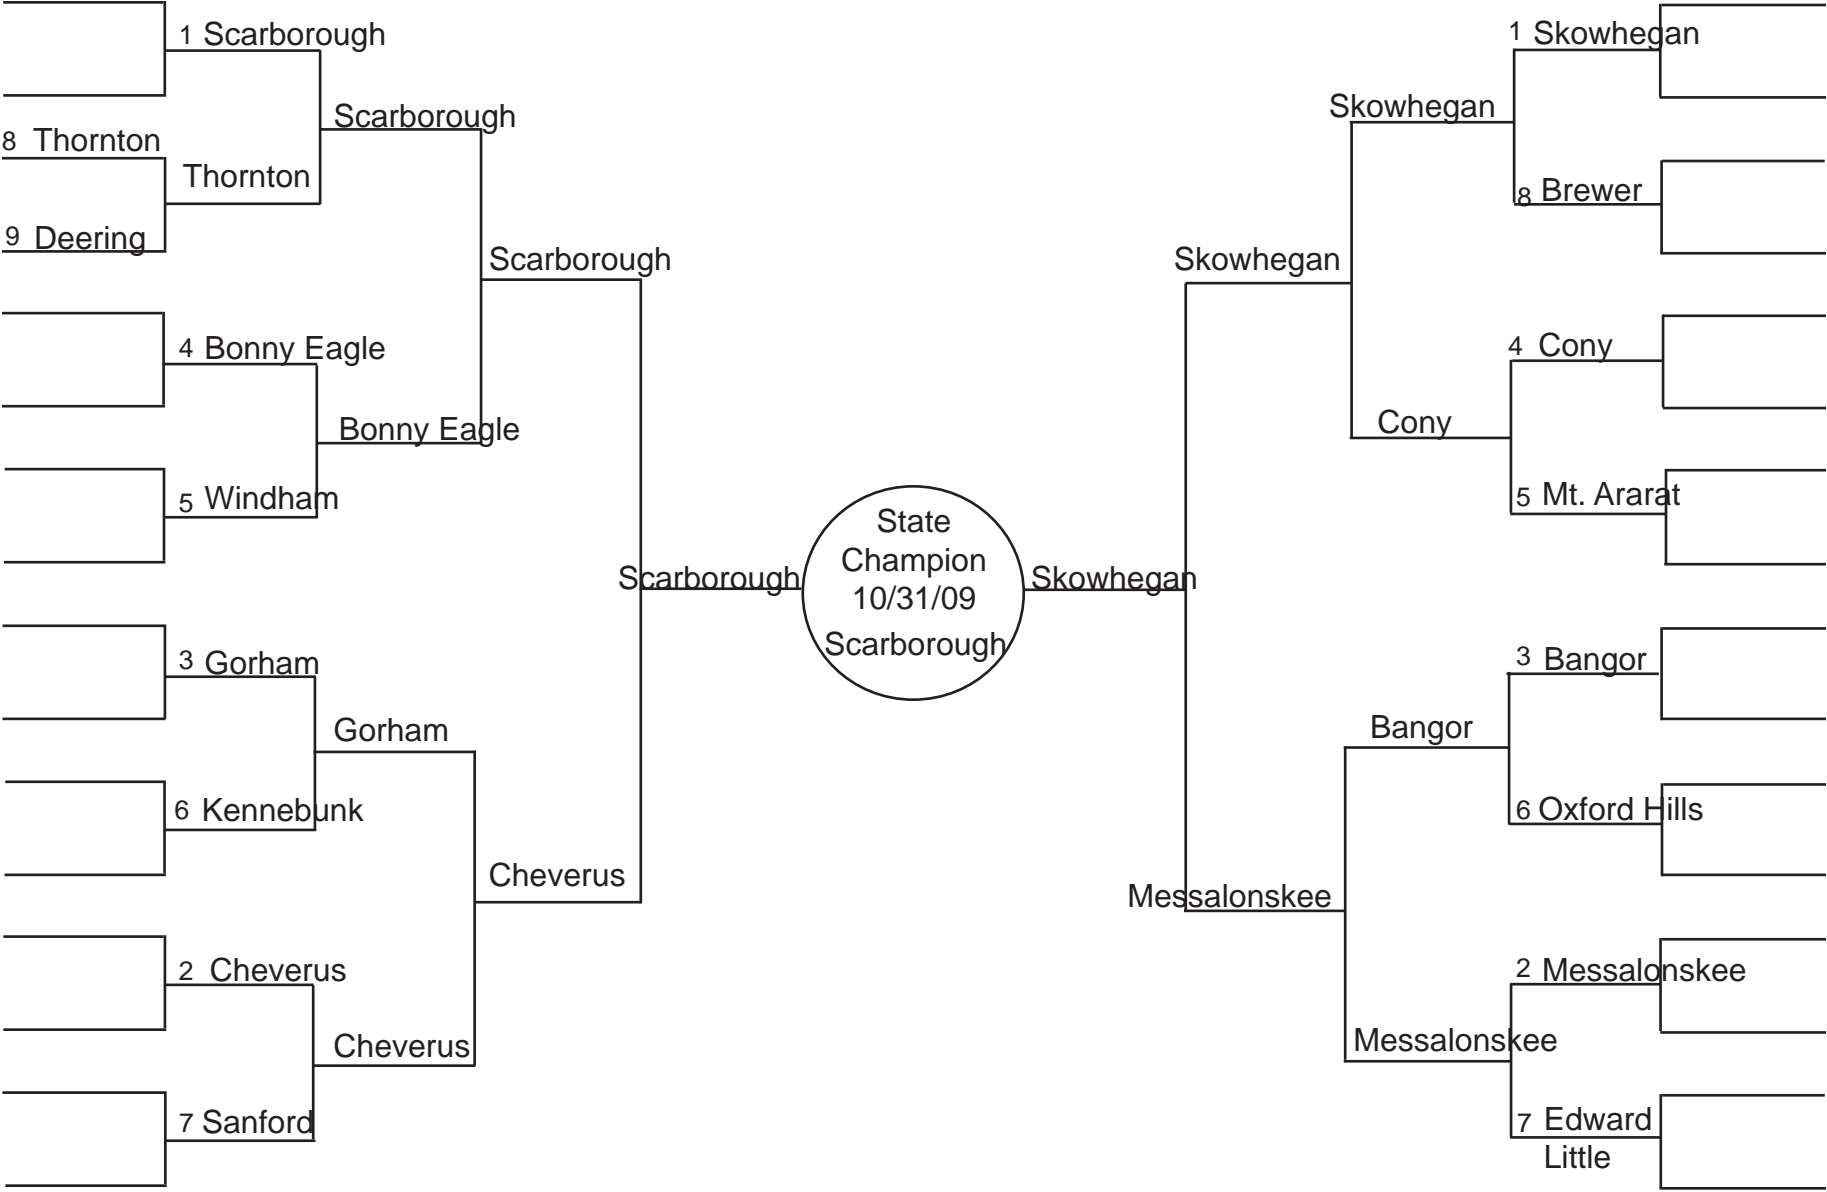 1 Scarborough
Scarborough
8 Thornton
Thornton
9 Deering
Scarborough
4 Bonny Eagle
Bonny Eagle
5 Windham
Scarborough
3 Gorham
Gorham
6 Kennebunk
Cheverus
2 Cheverus
Cheverus
7 Sanford
State
Champion
10/31/09
Scarborough
1 Skowhegan
Skowhegan
8 Brewer
Skowhegan
4 Cony
Cony
5 Mt. Ararat
Skowhegan
3 Bangor
Bangor
6 Oxford Hills
Messalonskee
2 Messalonskee
Messalonskee
7 Edward
Little